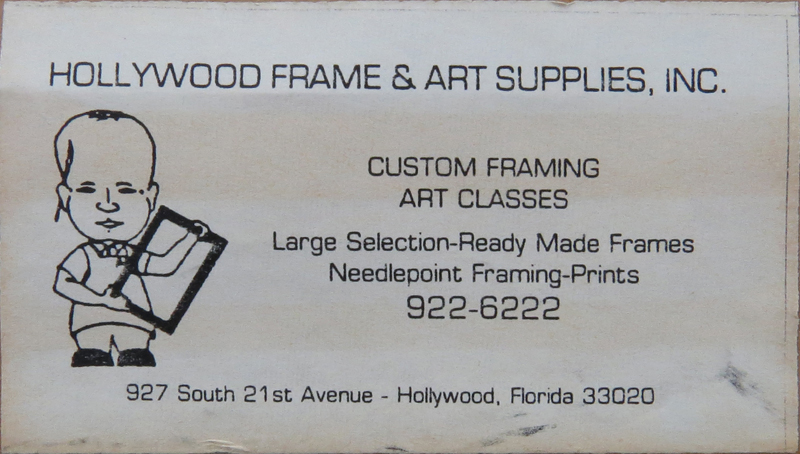 HOLLYWOOD FRAME & ART SUPPLIES, INC.
CUSTOM FRAMING
ART CLASSES
Large Selection-Ready Made Frames
Needlepoint Framing-Prints
922-6222
927 South 21st Avenue - Hollywood, Florida 33020